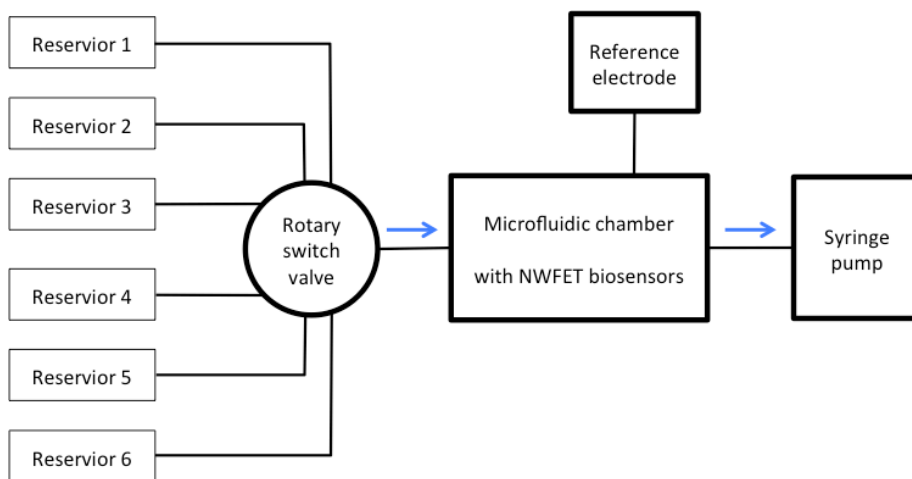 Reservior 1
Reservior 2
Reservior 3
Reservior 4
Reservior 5
Reservior 6
Rotary
switch
valve
Reference
electrode
Microfluidic chamber
with NWFET biosensors
Syringe
pump